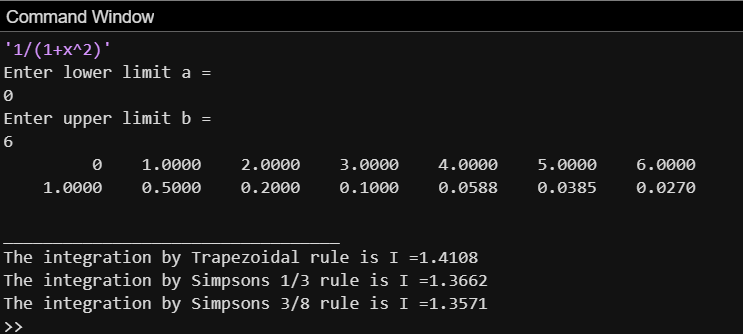 Command Window
'1/(1+x^2)'
Enter lower limit a =
0
Enter upper limit b =
6
0 1.0000 2.0000 3.0000 4.0000 5.0000 6.0000
1.0000 0.5000 0.2000 0.1000 0.0588 0.0385 0.0270
__________________________________
The integration by Trapezoidal rule is I =1.4108
The integration by Simpsons 1/3 rule is I =1.3662
The integration by Simpsons 3/8 rule is I =1.3571
>>